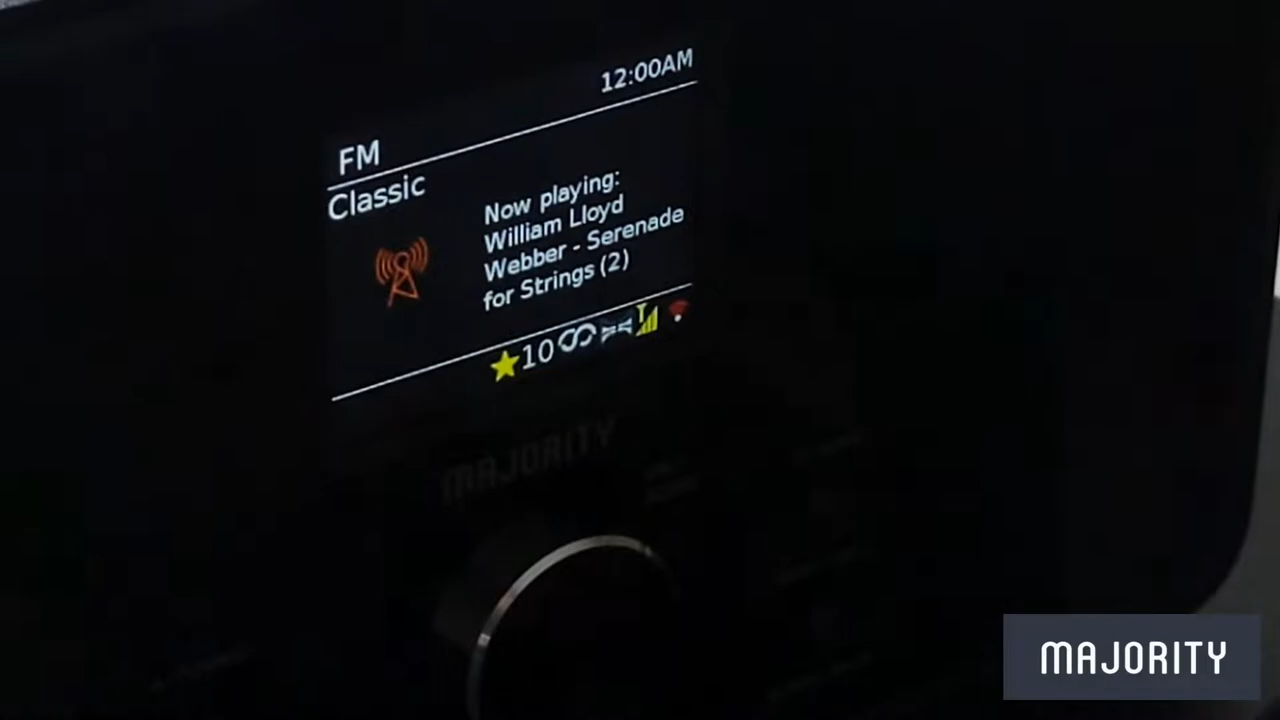 12:00AM
FM
Classic
Now playing:
William Lloyd
Webber - Serenade
for Strings (2)
10
MAJORITY
MAJORITY